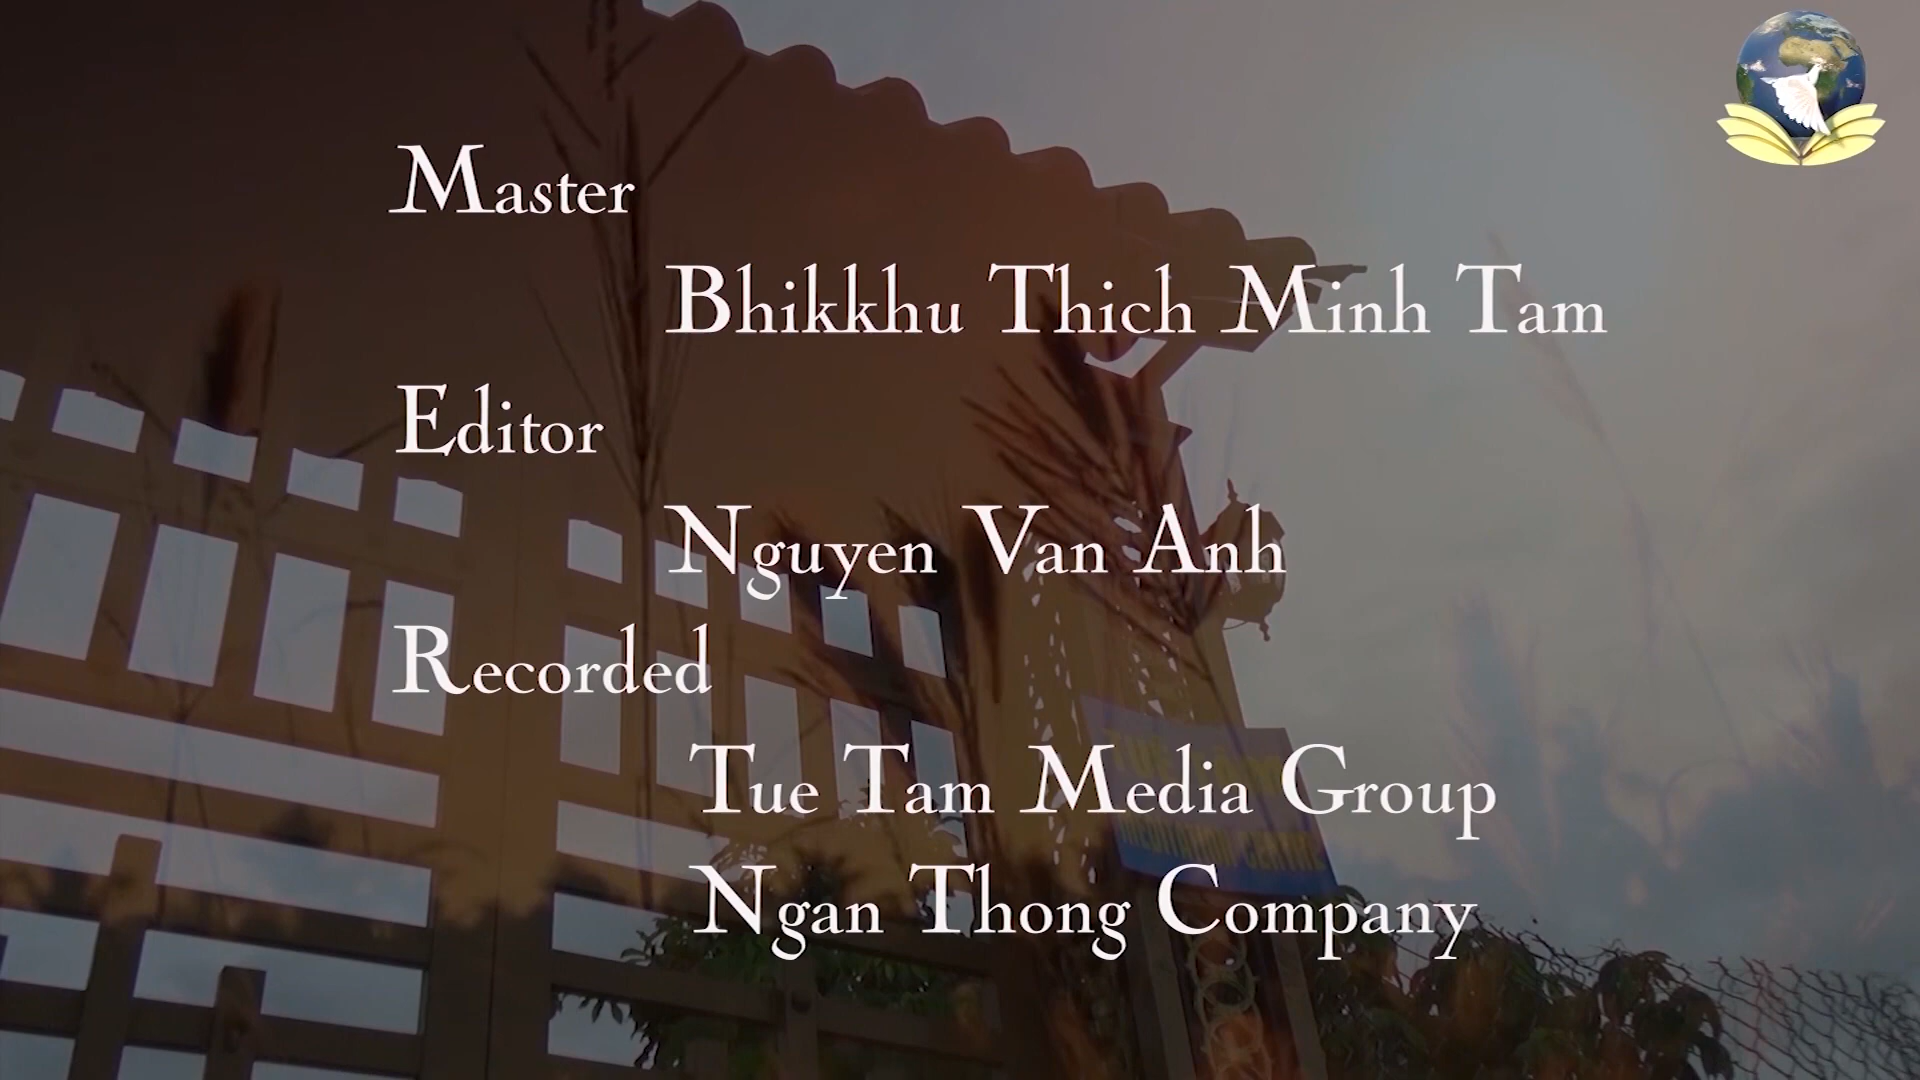 Master
Bhikkhu Thich Minh Tam
Editor
Nguyen Van Anh
Recorded
Tue Tam Media Group
Ngan Thong Company